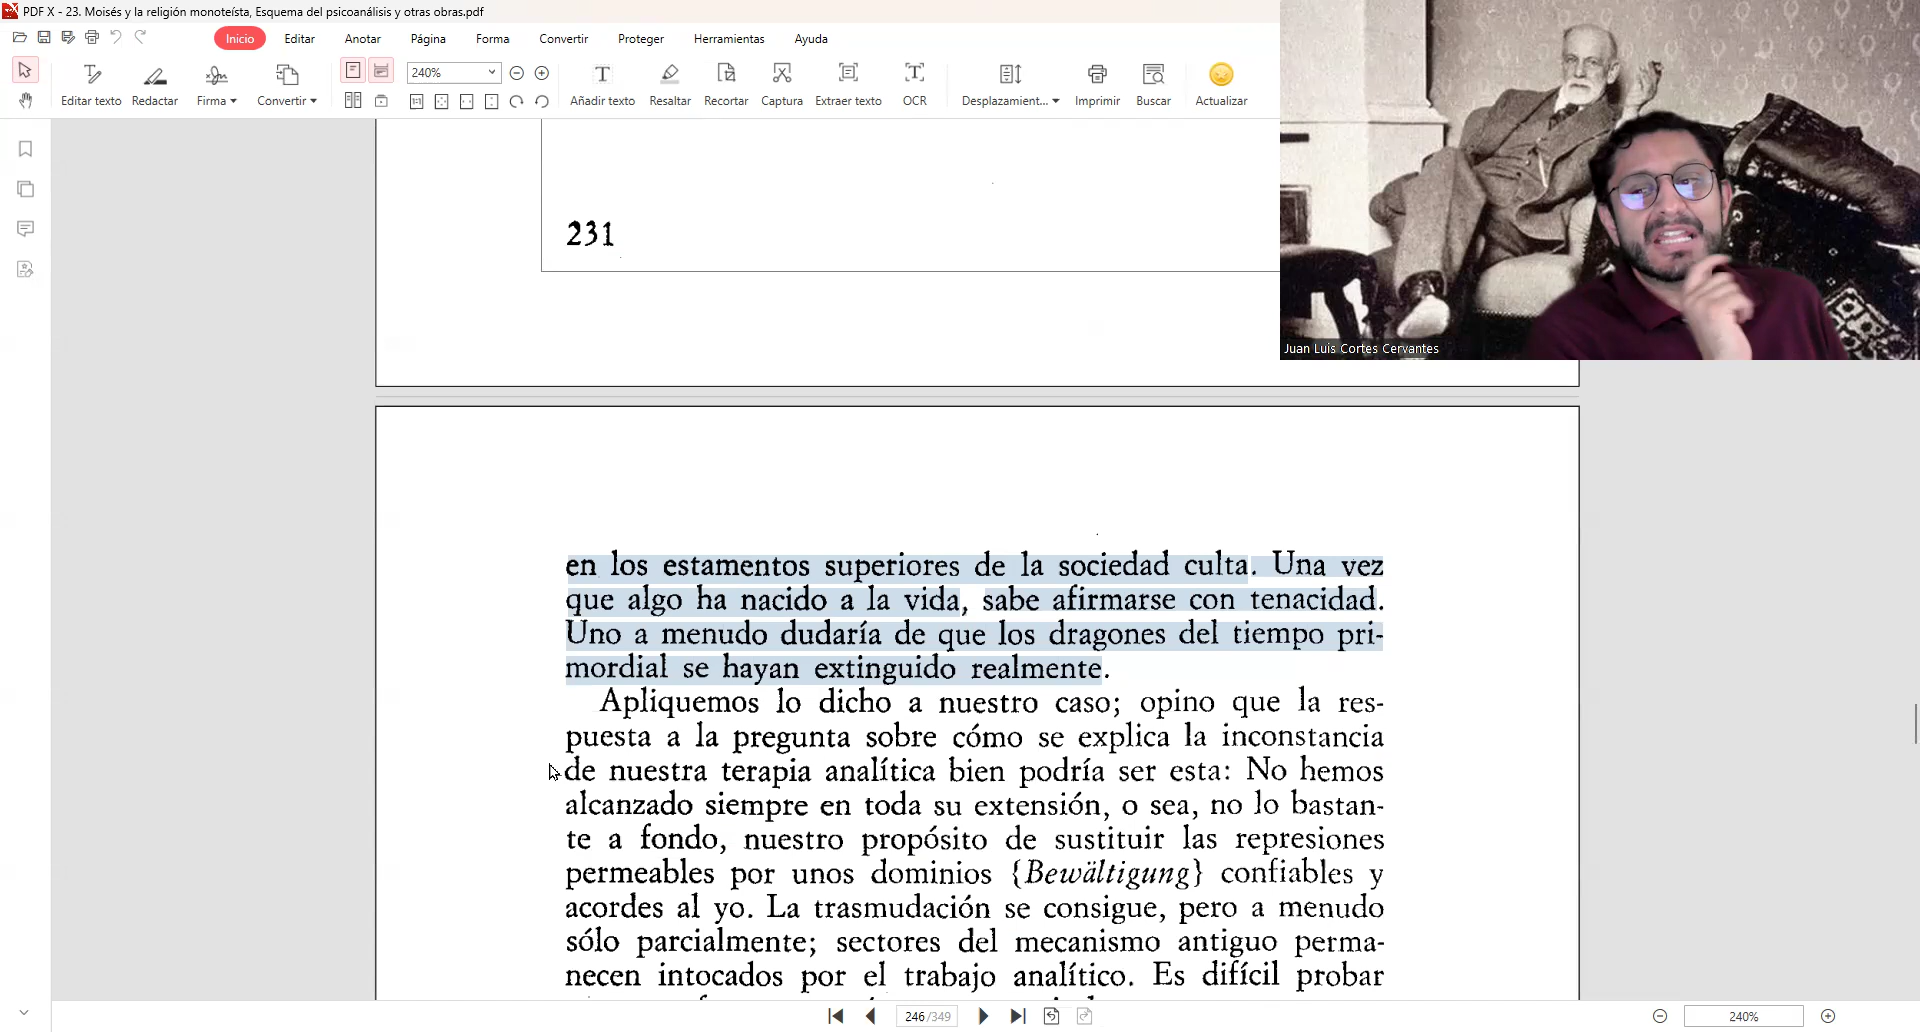 PDF X - 23. Moisés y la religión monoteísta, Esquema del psicoanálisis y otras obras.pdf
Inicio Editar Anotar Página Forma Convertir Proteger Herramientas Ayuda
240%
Editar texto Redactar Firma Convertir Añadir texto Resaltar Recortar Captura Extraer texto OCR Desplazamient... Imprimir Buscar Actualizar
Juan Luis Cortes Cervantes
231
en los estamentos superiores de la sociedad culta. Una vez
que algo ha nacido a la vida, sabe afirmarse con tenacidad.
Uno a menudo dudaría de que los dragones del tiempo pri-
mordial se hayan extinguido realmente.
Apliquemos lo dicho a nuestro caso; opino que la res-
puesta a la pregunta sobre cómo se explica la inconstancia
de nuestra terapia analítica bien podría ser esta: No hemos
alcanzado siempre en toda su extensión, o sea, no lo bastan-
te a fondo, nuestro propósito de sustituir las represiones
permeables por unos dominios {Bewältigung} confiables y
acordes al yo. La trasmudación se consigue, pero a menudo
sólo parcialmente; sectores del mecanismo antiguo perma-
necen intocados por el trabajo analítico. Es difícil probar
246/349
240%